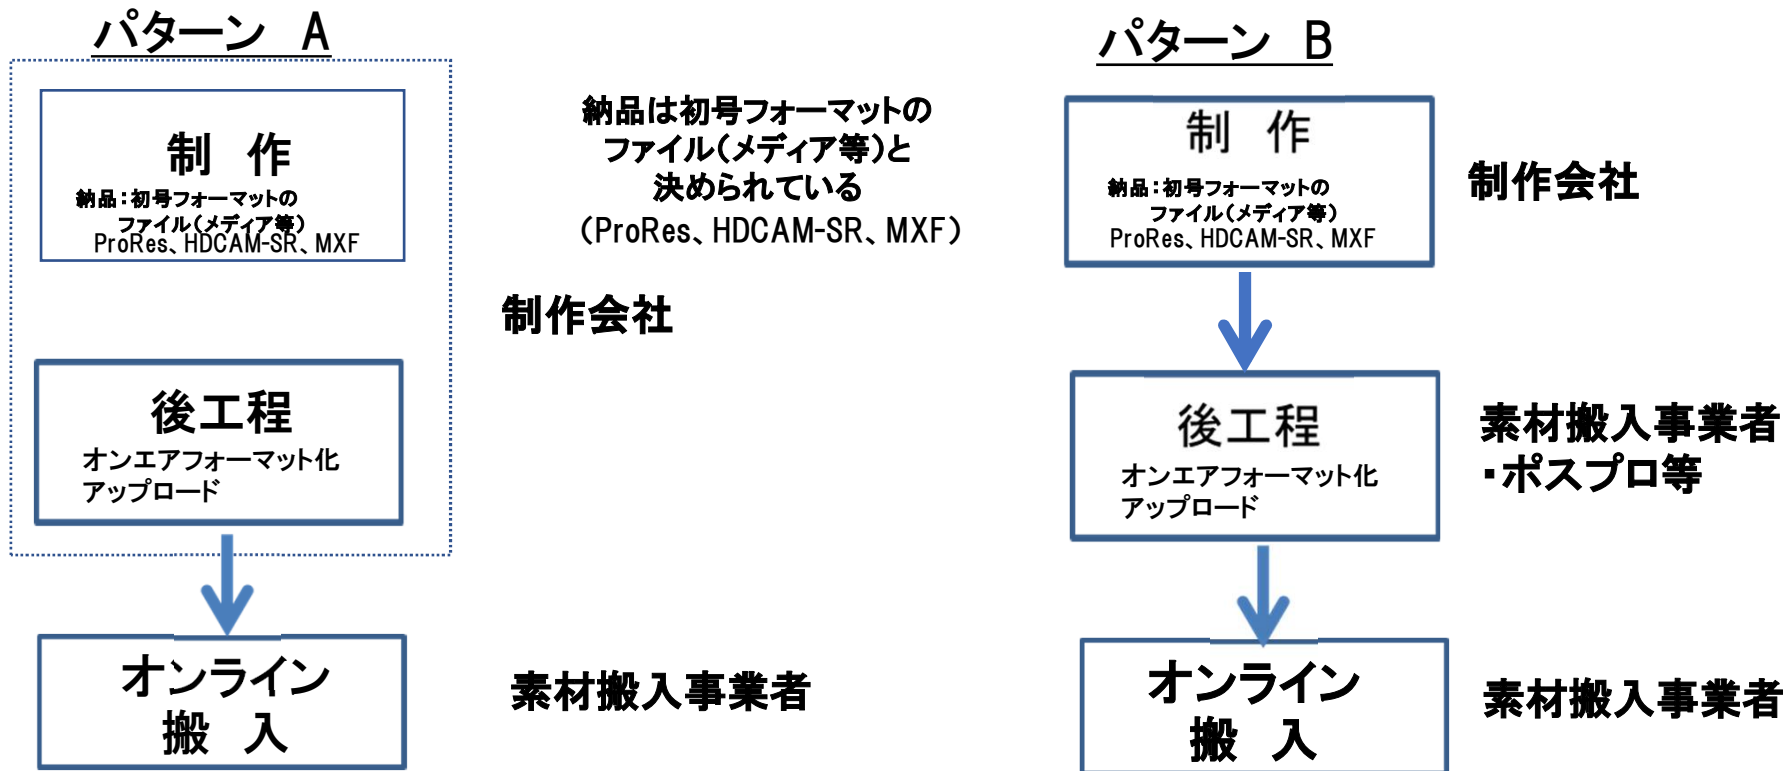 パターン A
制 作
納品：初号フォーマットの
ファイル（メディア等）
ProRes、HDCAM-SR、MXF
後工程
オンエアフォーマット化
アップロード
オンライン
搬 入
納品は初号フォーマットの
ファイル（メディア等）と
決められている
（ProRes、HDCAM-SR、MXF）
制作会社
素材搬入事業者
パターン B
制 作
納品：初号フォーマットの
ファイル（メディア等）
ProRes、HDCAM-SR、MXF
制作会社
後工程
オンエアフォーマット化
アップロード
素材搬入事業者
・ポスプロ等
オンライン
搬 入
素材搬入事業者